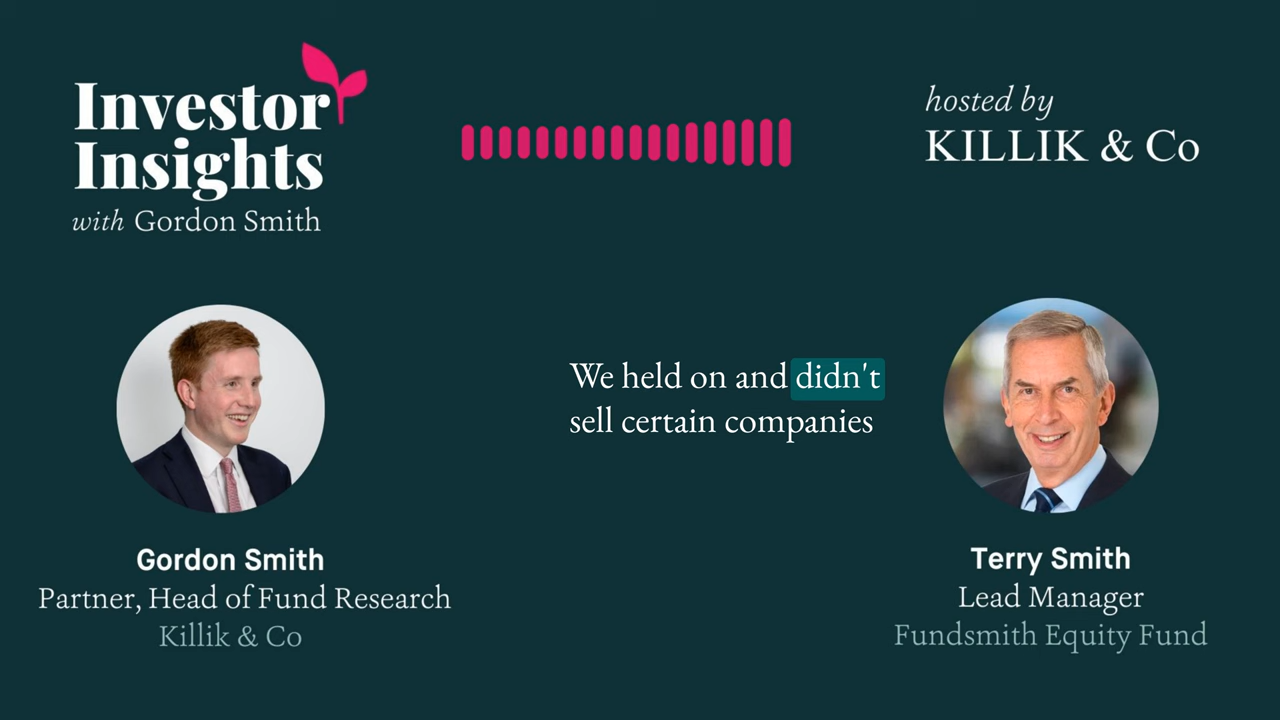 Investor
Insights
with Gordon Smith
hosted by
KILLIK & Co
We held on and didn't
sell certain companies
Gordon Smith
Partner, Head of Fund Research
Killik & Co
Terry Smith
Lead Manager
Fundsmith Equity Fund